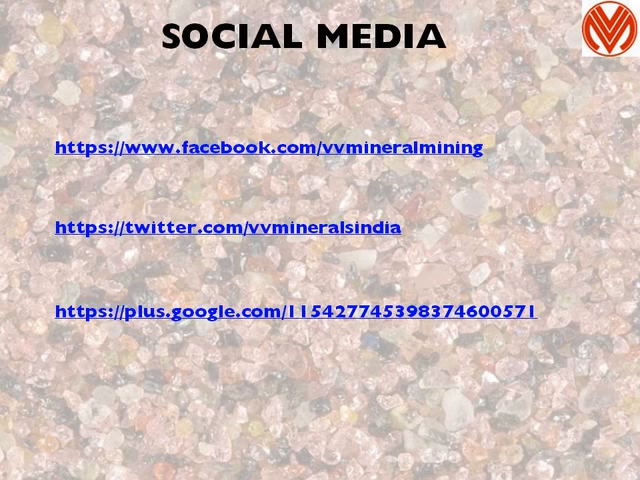 SOCIAL MEDIA
https://www.facebook.com/vvmineralmining
https://twitter.com/vvmineralsindia
https://plus.google.com/115427745398374600571